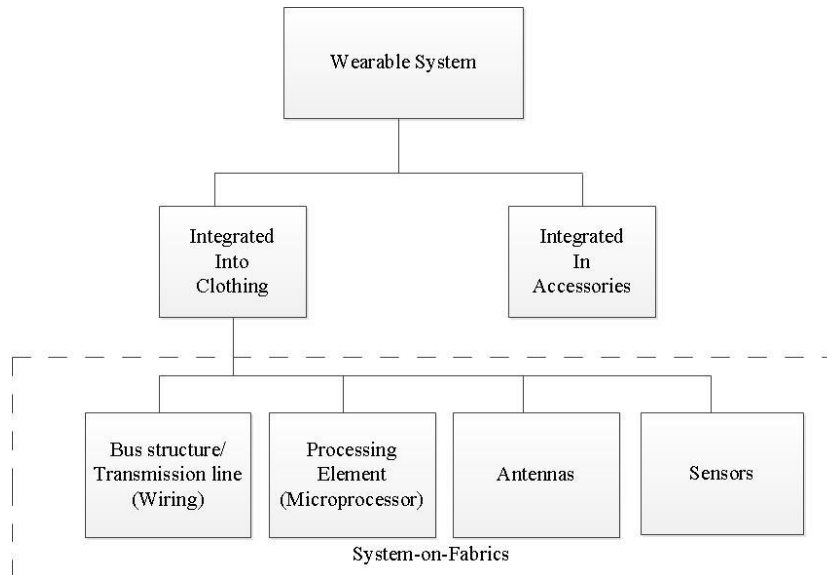 Wearable System
Integrated
Into
Clothing
Integrated
In
Accessories
Bus structure/
Transmission line
(Wiring)
Processing
Element
(Microprocessor)
Antennas
Sensors
System-on-Fabrics